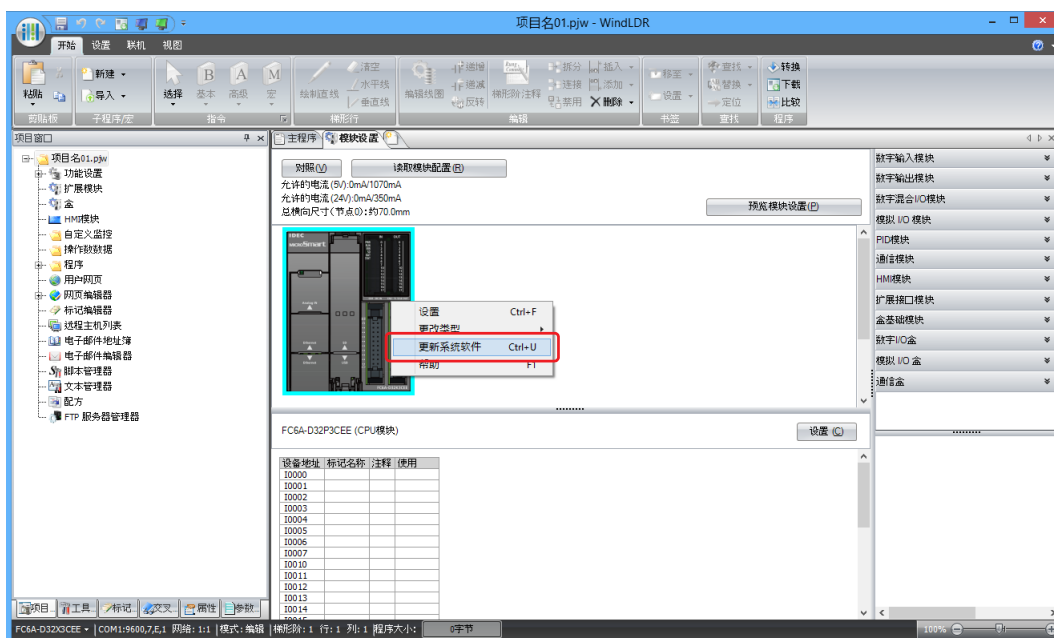 项目名01.pjw - WindLDR
开始 设置 联机 视图
粘贴 新建 导入 选择 B 基本 A 高级 M 宏 绘制直线 清空 水平线 垂直线 编辑线图 递增 递减 反转 梯形阶注释 拆分 连接 禁用 插入 添加 删除 移至 设置 查找 替换 定位 转换 下载 比较
剪贴板 子程序/宏 指令 梯形行 编辑 书签 查找 程序
项目窗口
主程序 模块设置
项目名01.pjw
功能设置
扩展模块
盒
HMI模块
自定义监控
操作数数据
程序
用户网页
网页编辑器
标记编辑器
远程主机列表
电子邮件地址簿
电子邮件编辑器
脚本管理器
文本管理器
配方
FTP 服务器管理器
对照(V) 读取模块配置(R)
允许的电流(5V):0mA/1070mA
允许的电流(24V):0mA/350mA
总横向尺寸(节点0):约70.0mm
预览模块设置(P)
IDEC
MICROSmart
设置 Ctrl+F
更改类型
更新系统软件 Ctrl+U
帮助 F1
FC6A-D32P3CEE (CPU模块)
设置 (C)
设备地址 标记名称 注释 使用
I0000
I0001
I0002
I0003
I0004
I0005
I0006
I0007
I0010
I0011
I0012
I0013
I0014
I0015
数字输入模块
数字输出模块
数字混合I/O模块
模拟 I/O 模块
PID模块
通信模块
HMI模块
扩展接口模块
盒基础模块
数字I/O盒
模拟 I/O 盒
通信盒
项目... 工具... 标记... 交叉... 属性 参数...
FC6A-D32X3CEE COM1:9600,7,E,1 网络: 1:1 模式: 编辑 梯形阶: 1 行: 1 列: 1 程序大小: 0字节 100%